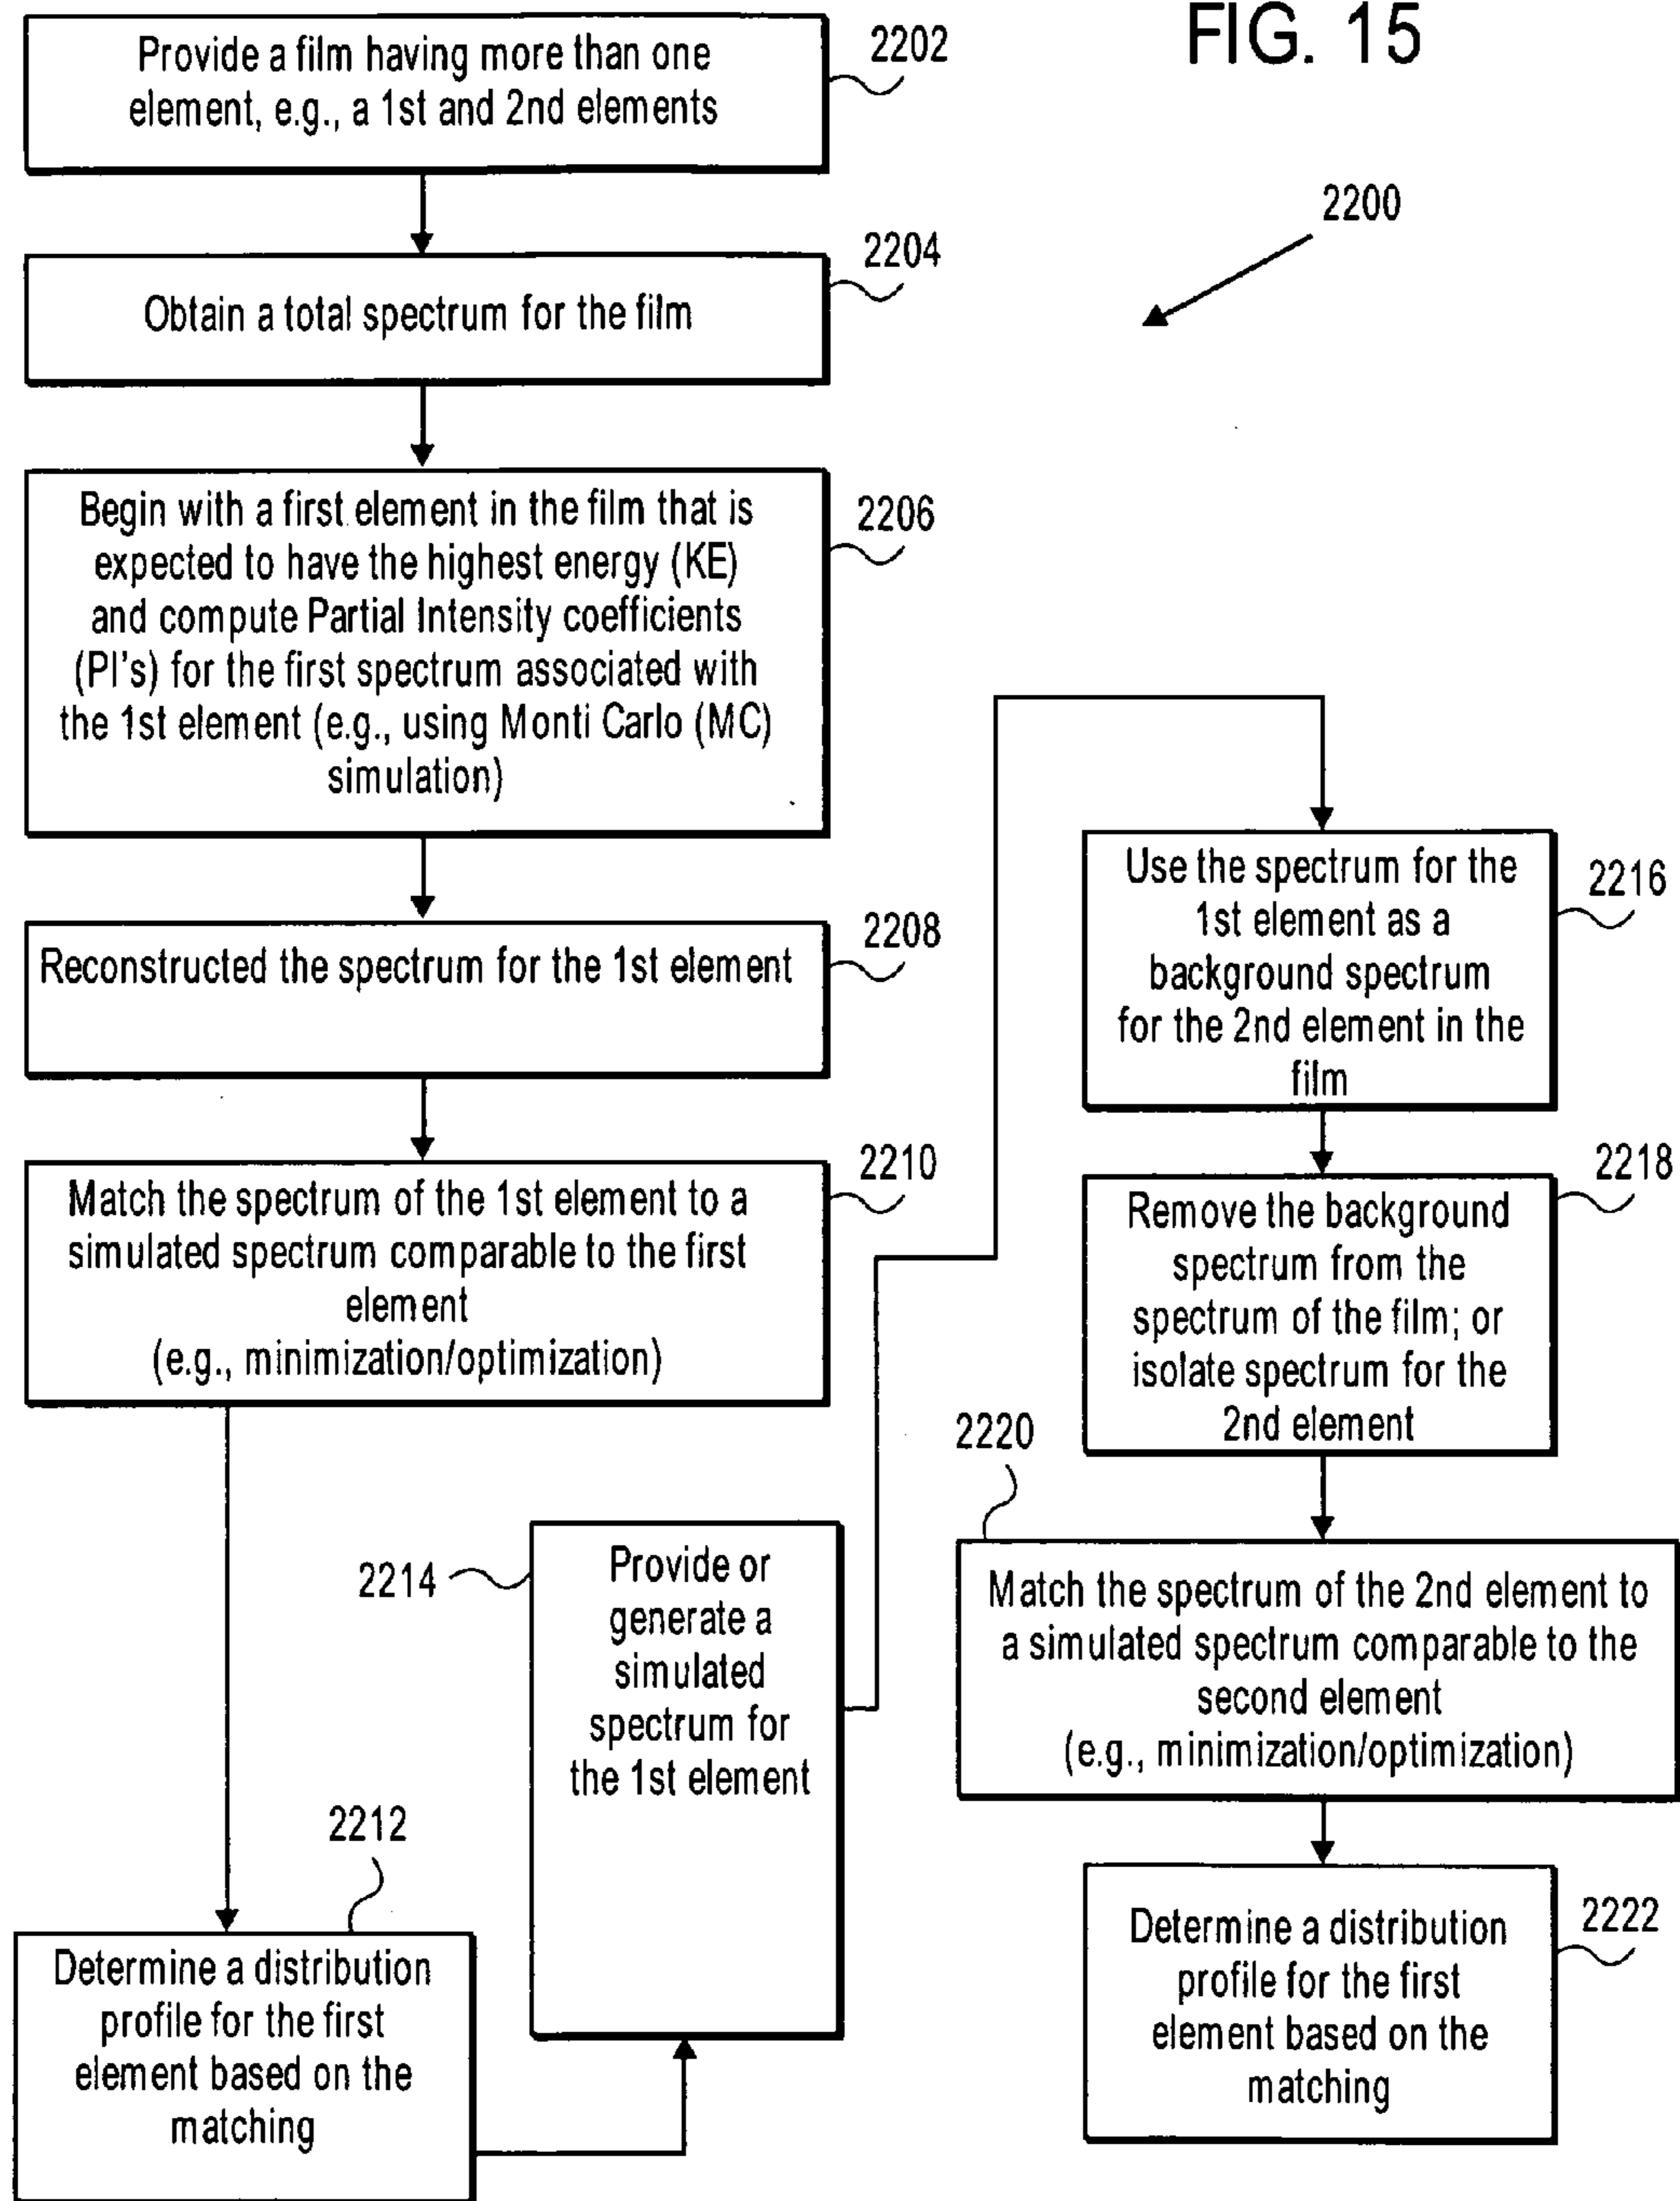 FIG. 15
2200
Provide a film having more than one
element, e.g., a 1st and 2nd elements
2202
Obtain a total spectrum for the film
2204
Begin with a first element in the film that is
expected to have the highest energy (KE)
and compute Partial Intensity coefficients
(PI's) for the first spectrum associated with
the 1st element (e.g., using Monti Carlo (MC)
simulation)
2206
Reconstructed the spectrum for the 1st element
2208
Match the spectrum of the 1st element to a
simulated spectrum comparable to the first
element
(e.g., minimization/optimization)
2210
2212
Determine a distribution
profile for the first
element based on the
matching
2214
Provide or
generate a
simulated
spectrum for
the 1st element
Use the spectrum for the
1st element as a
background spectrum
for the 2nd element in the
film
2216
Remove the background
spectrum from the
spectrum of the film; or
isolate spectrum for the
2nd element
2218
2220
Match the spectrum of the 2nd element to
a simulated spectrum comparable to the
second element
(e.g., minimization/optimization)
Determine a distribution
profile for the first
element based on the
matching
2222